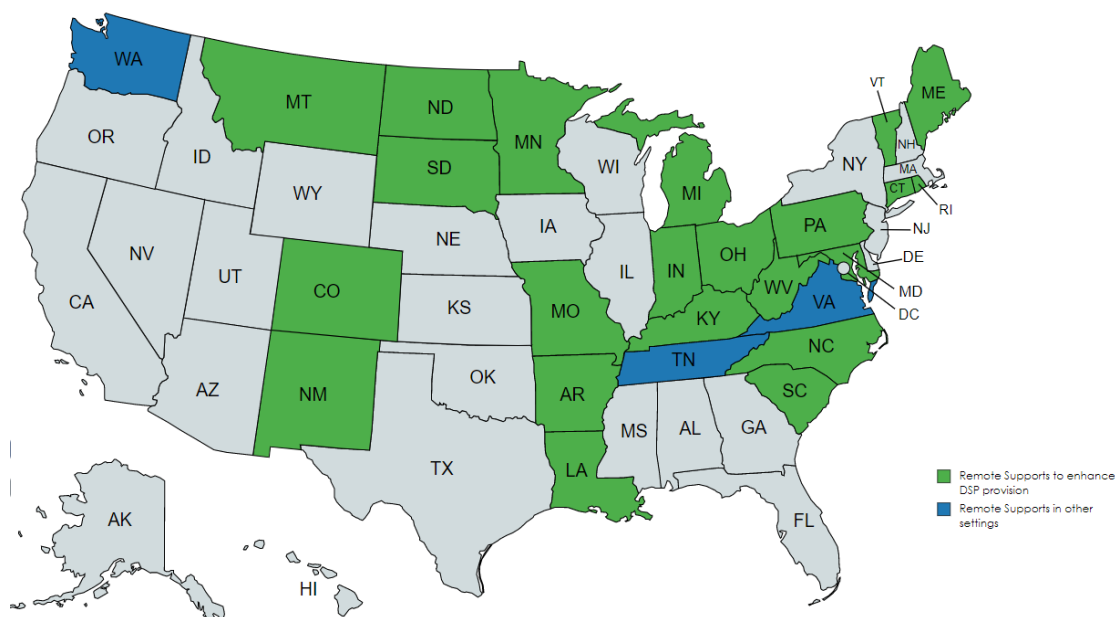 WA
MT
ND
MN
VT
ME
OR
ID
SD
WI
NH
NY
MA
WY
MI
CT
RI
PA
NJ
NE
IA
NV
UT
IL
IN
OH
DE
CO
MD
WV
CA
KS
MO
VA
DC
KY
NC
TN
OK
AZ
NM
AR
SC
MS
AL
GA
TX
LA
Remote Supports to enhance
DSP provision
Remote Supports in other
settings
AK
FL
HI